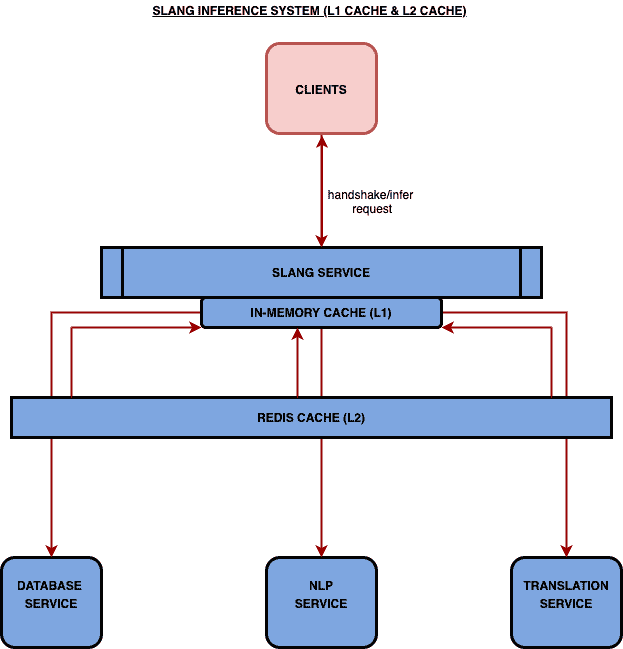 SLANG INFERENCE SYSTEM (L1 CACHE & L2 CACHE)
CLIENTS
handshake/infer
request
SLANG SERVICE
IN-MEMORY CACHE (L1)
REDIS CACHE (L2)
DATABASE
SERVICE
NLP
SERVICE
TRANSLATION
SERVICE